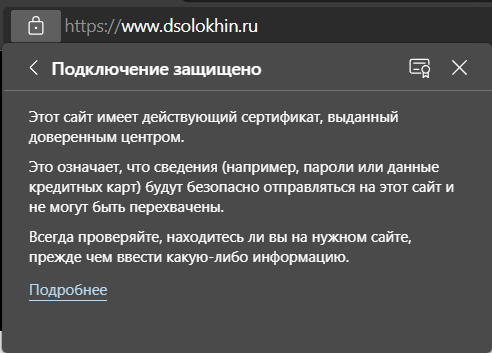 https://www.dsolokhin.ru
Подключение защищено
Этот сайт имеет действующий сертификат, выданный
доверенным центром.
Это означает, что сведения (например, пароли или данные
кредитных карт) будут безопасно отправляться на этот сайт и
не могут быть перехвачены.
Всегда проверяйте, находитесь ли вы на нужном сайте,
прежде чем ввести какую-либо информацию.
Подробнее